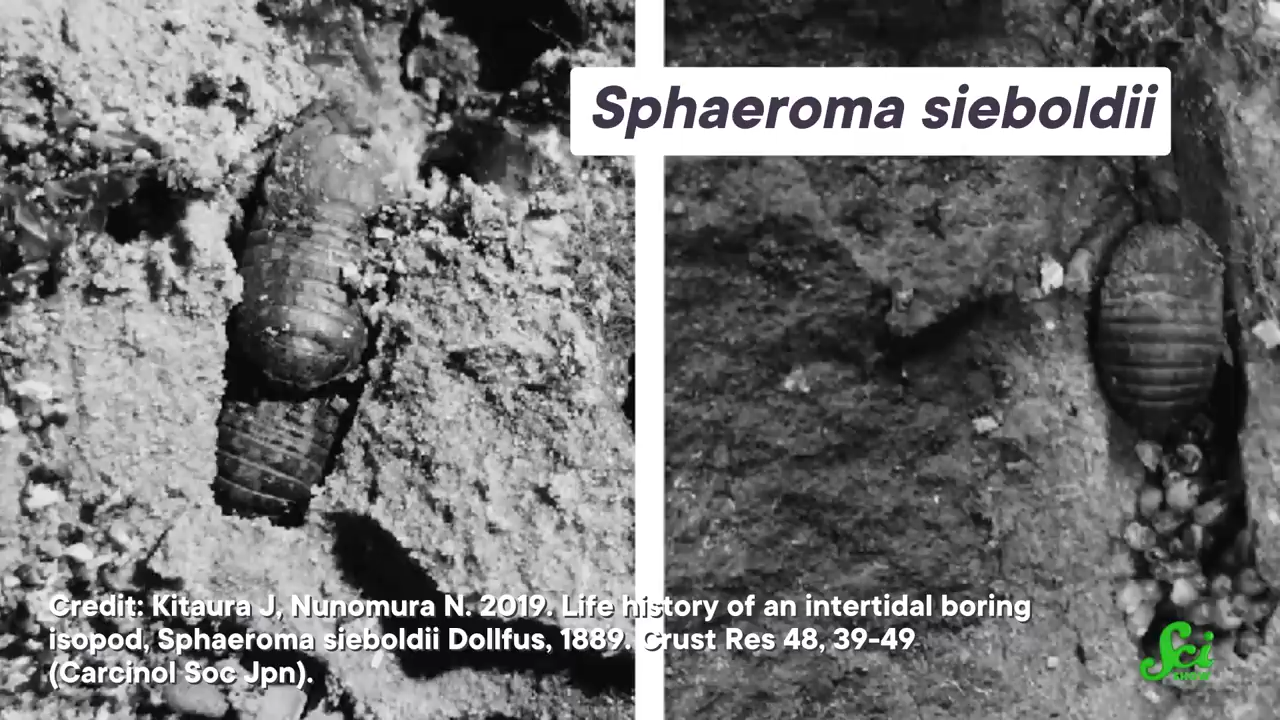 Sphaeroma sieboldii
Credit: Kitaura J, Nunomura N. 2019. Life history of an intertidal boring
isopod, Sphaeroma sieboldii Dollfus, 1889. Crust Res 48, 39-49
(Carcinol Soc Jpn).
Sci
SHOW